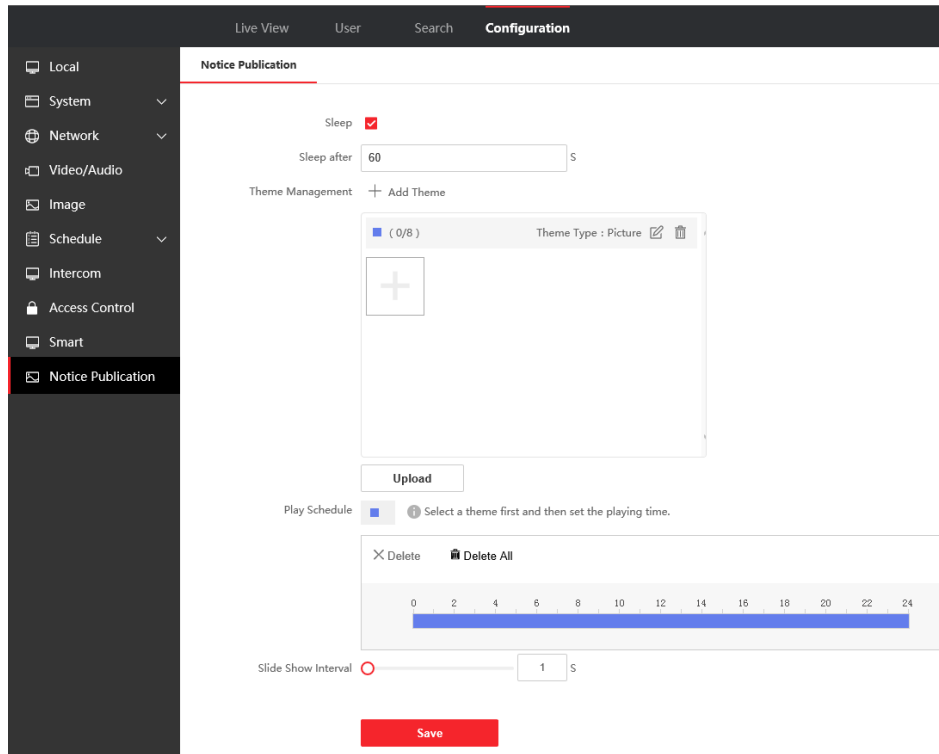 Live View User Search Configuration
Local
System
Network
Video/Audio
Image
Schedule
Intercom
Access Control
Smart
Notice Publication
Notice Publication
Sleep
Sleep after 60 S
Theme Management + Add Theme
( 0/8 ) Theme Type : Picture
Upload
Play Schedule Select a theme first and then set the playing time.
Delete Delete All
0 2 4 6 8 10 12 14 16 18 20 22 24
Slide Show Interval 1 S
Save